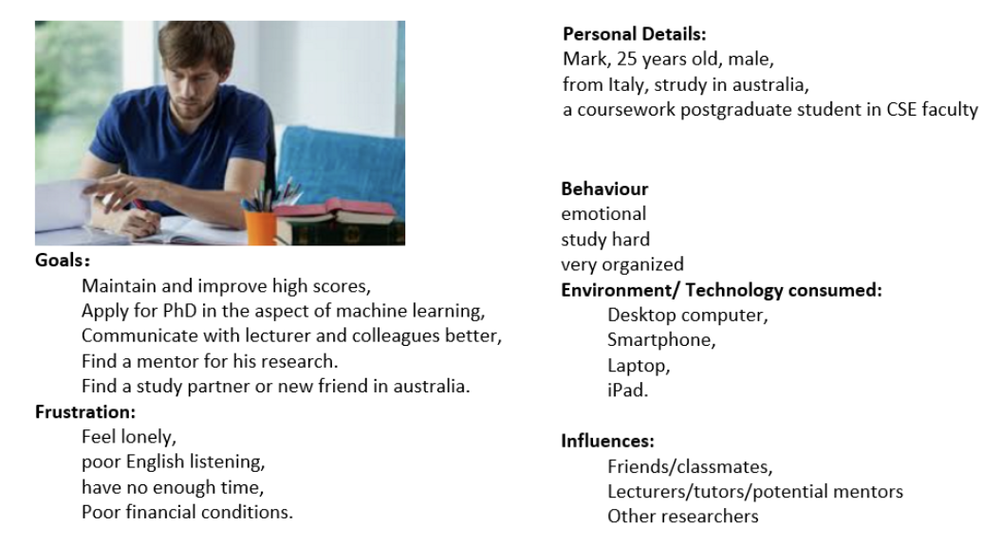 Personal Details:
Mark, 25 years old, male,
from Italy, strudy in australia,
a coursework postgraduate student in CSE faculty
Behaviour
emotional
study hard
very organized
Environment/ Technology consumed:
Desktop computer,
Smartphone,
Laptop,
iPad.
Influences:
Friends/classmates,
Lecturers/tutors/potential mentors
Other researchers
Goals:
Maintain and improve high scores,
Apply for PhD in the aspect of machine learning,
Communicate with lecturer and colleagues better,
Find a mentor for his research.
Find a study partner or new friend in australia.
Frustration:
Feel lonely,
poor English listening,
have no enough time,
Poor financial conditions.